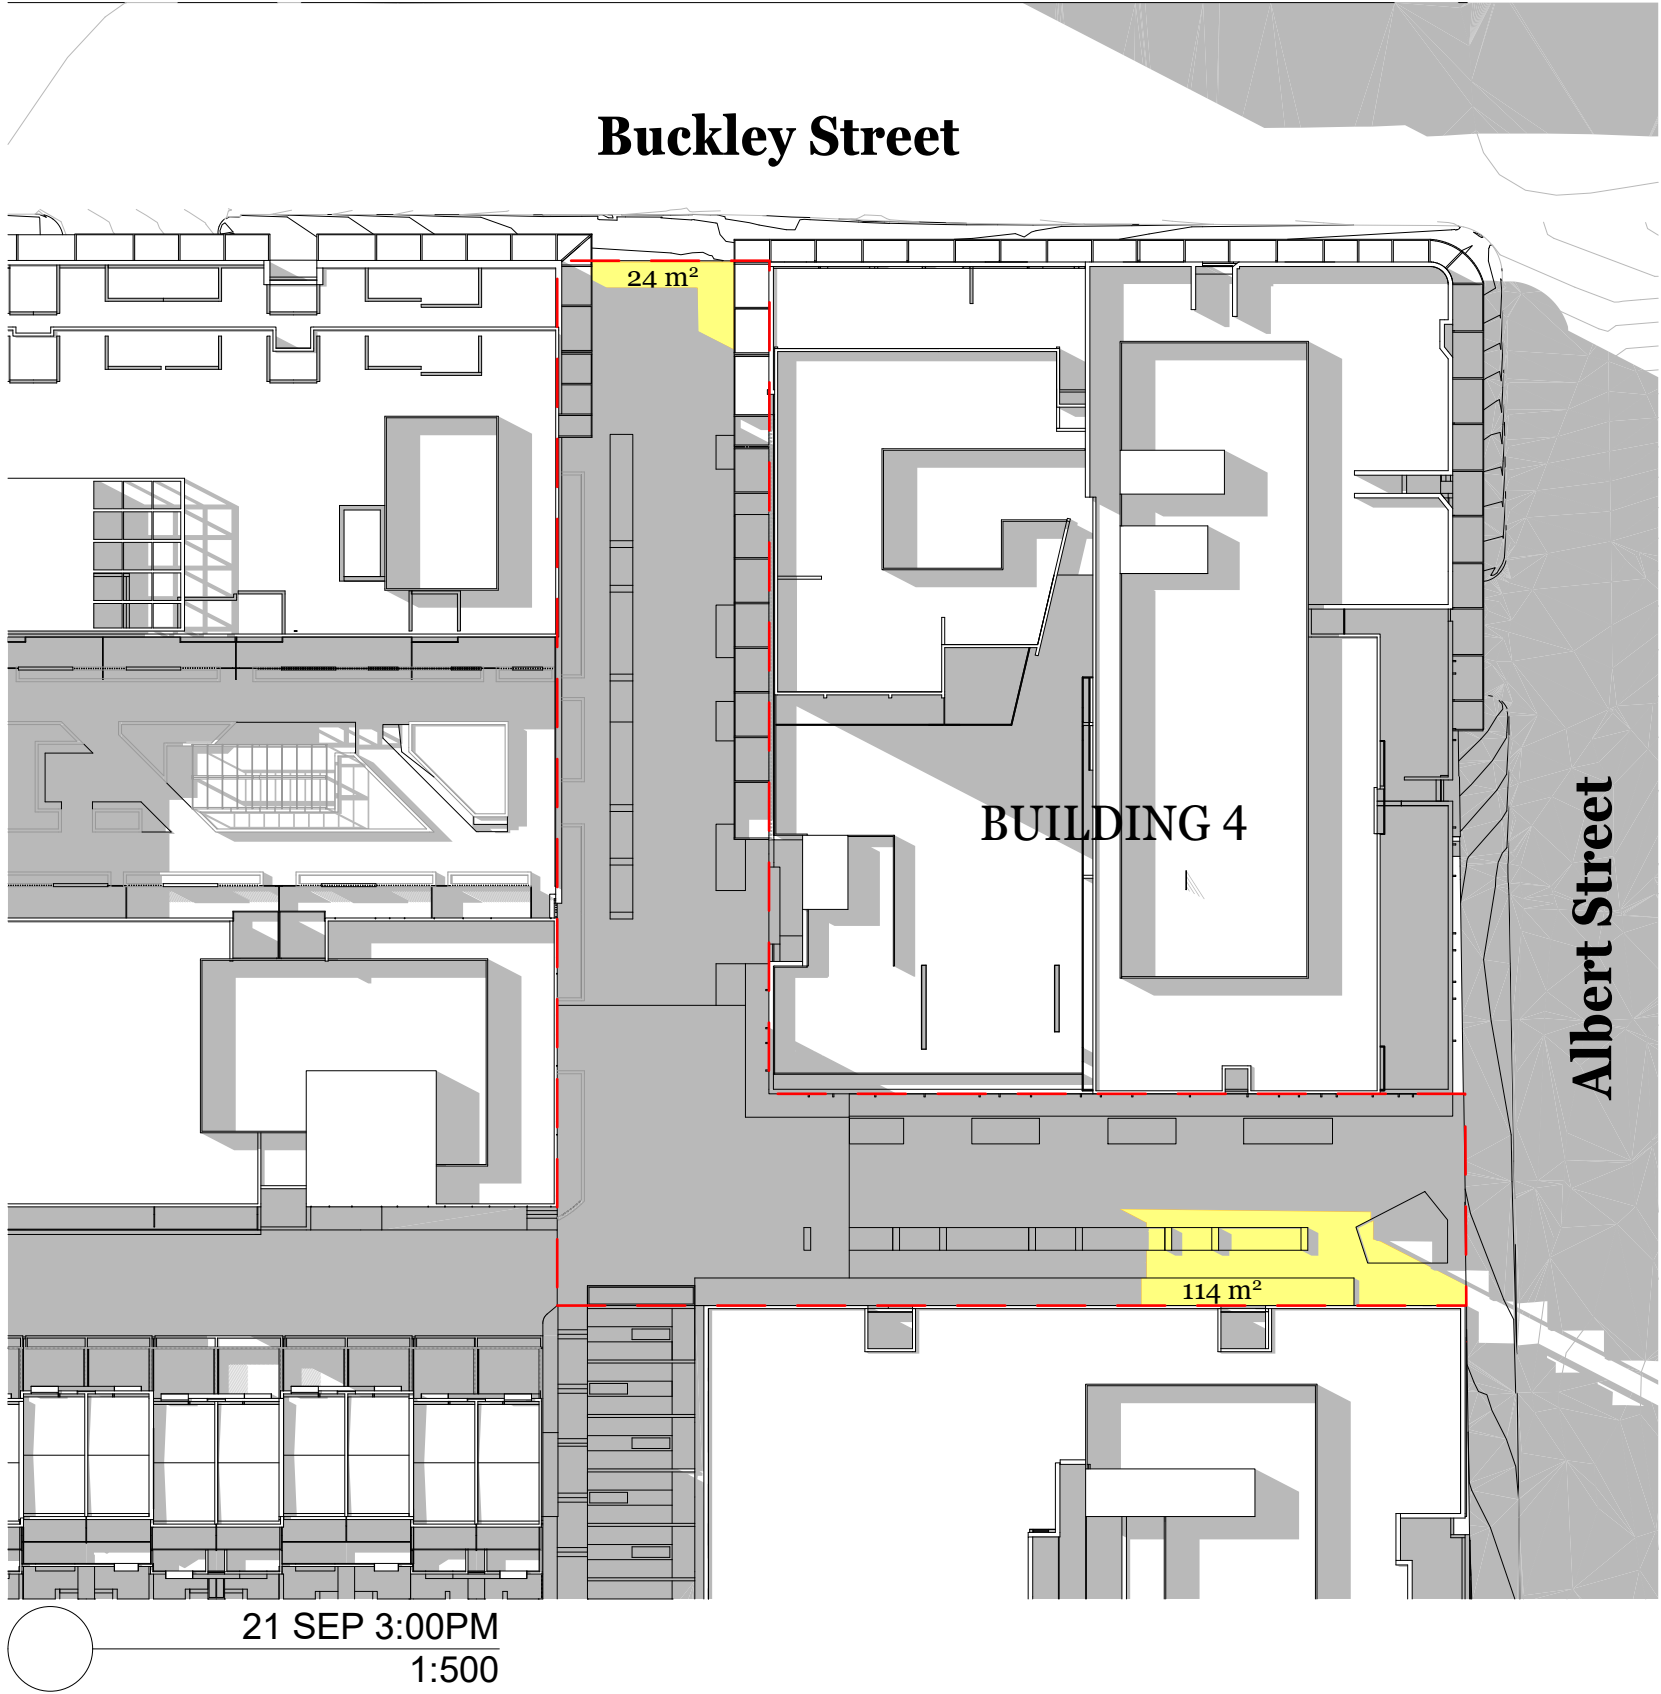 Buckley Street
24 m²
BUILDING 4
Albert Street
114 m²
21 SEP 3:00PM
1:500